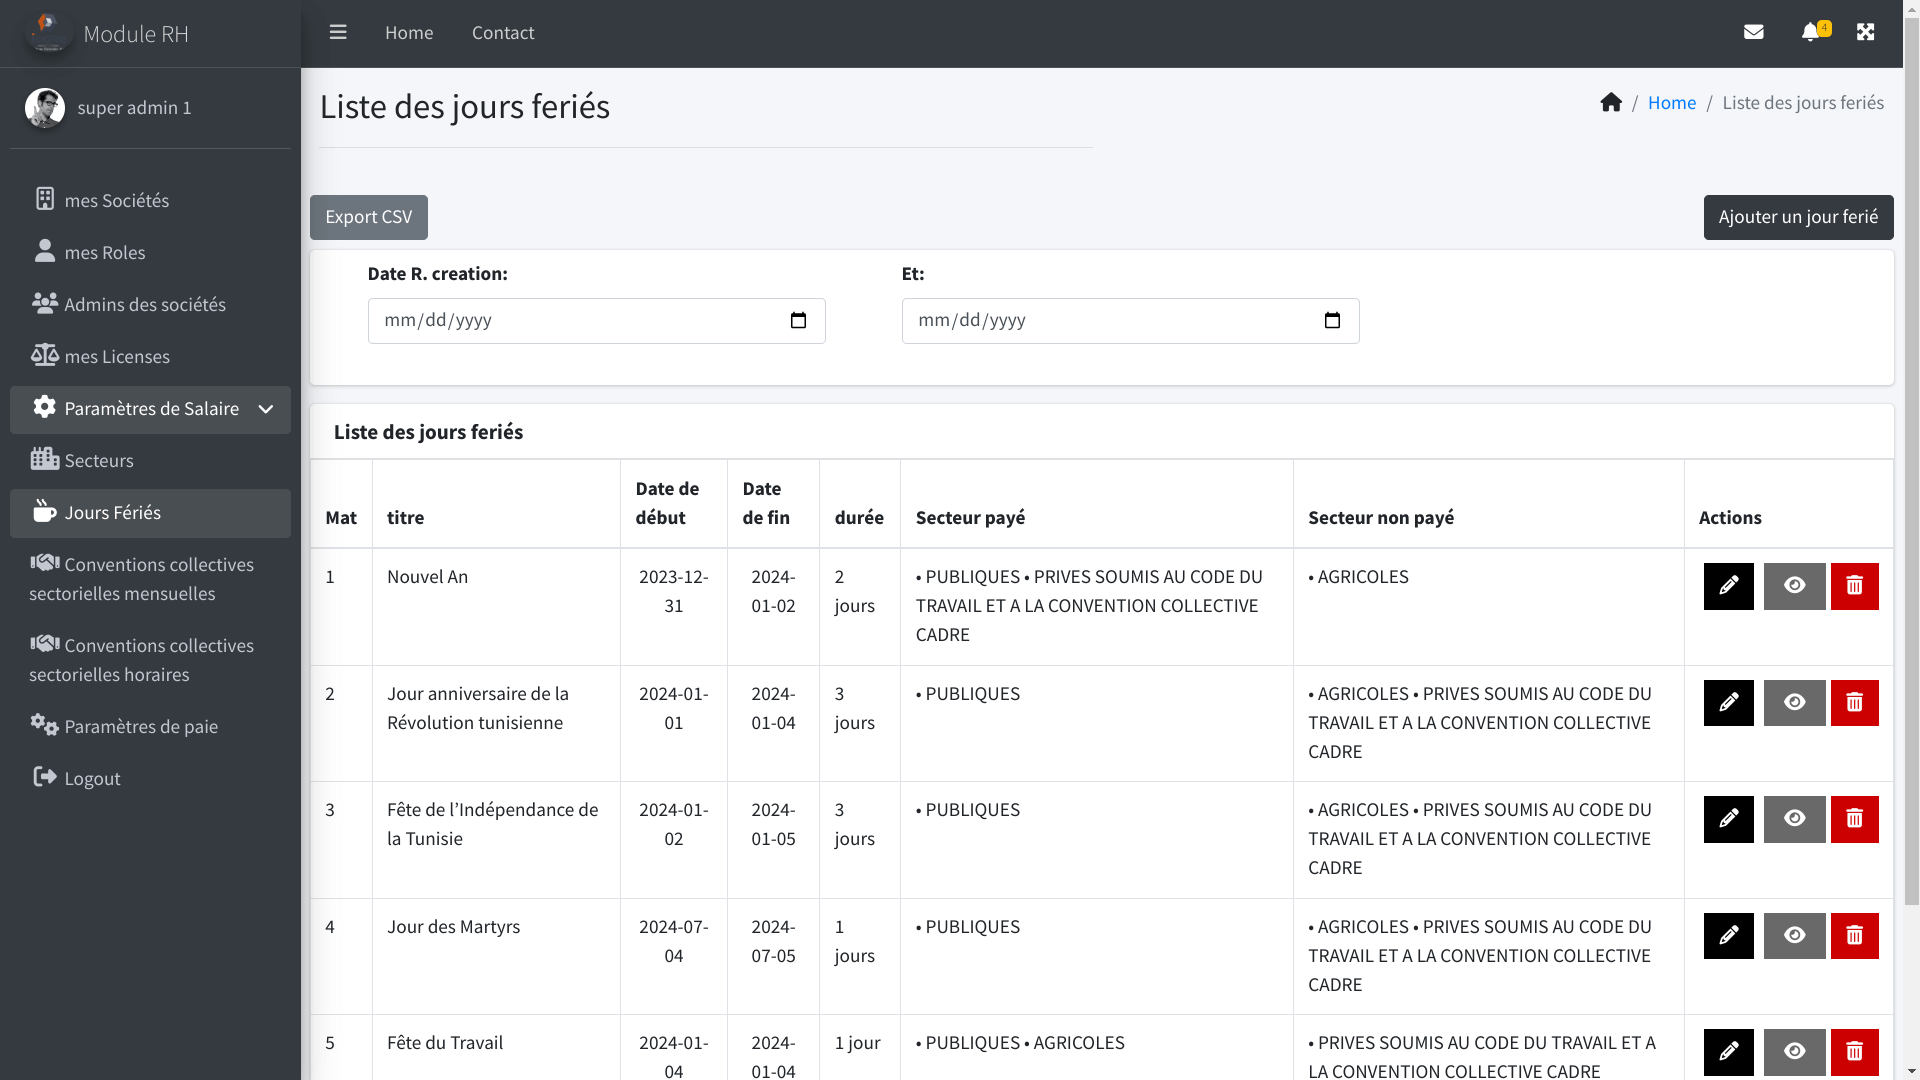 Module RH
Home
Contact
4
super admin 1
mes Sociétés
mes Roles
Admins des sociétés
mes Licenses
Paramètres de Salaire
Secteurs
Jours Fériés
Conventions collectives
sectorielles mensuelles
Conventions collectives
sectorielles horaires
Paramètres de paie
Logout
Liste des jours feriés
/ Home / Liste des jours feriés
Export CSV
Ajouter un jour ferié
Date R. creation:
mm/dd/yyyy
Et:
mm/dd/yyyy
Liste des jours feriés
Mat
titre
Date de
début
Date
de fin
durée
Secteur payé
Secteur non payé
Actions
1
Nouvel An
2023-12-
31
2024-
01-02
2
jours
• PUBLIQUES • PRIVES SOUMIS AU CODE DU
TRAVAIL ET A LA CONVENTION COLLECTIVE
CADRE
• AGRICOLES
2
Jour anniversaire de la
Révolution tunisienne
2024-01-
01
2024-
01-04
3
jours
• PUBLIQUES
• AGRICOLES • PRIVES SOUMIS AU CODE DU
TRAVAIL ET A LA CONVENTION COLLECTIVE
CADRE
3
Fête de l’Indépendance de
la Tunisie
2024-01-
02
2024-
01-05
3
jours
• PUBLIQUES
• AGRICOLES • PRIVES SOUMIS AU CODE DU
TRAVAIL ET A LA CONVENTION COLLECTIVE
CADRE
4
Jour des Martyrs
2024-07-
04
2024-
07-05
1
jours
• PUBLIQUES
• AGRICOLES • PRIVES SOUMIS AU CODE DU
TRAVAIL ET A LA CONVENTION COLLECTIVE
CADRE
5
Fête du Travail
2024-01-
04
2024-
01-04
1 jour
• PUBLIQUES • AGRICOLES
• PRIVES SOUMIS AU CODE DU TRAVAIL ET A
LA CONVENTION COLLECTIVE CADRE